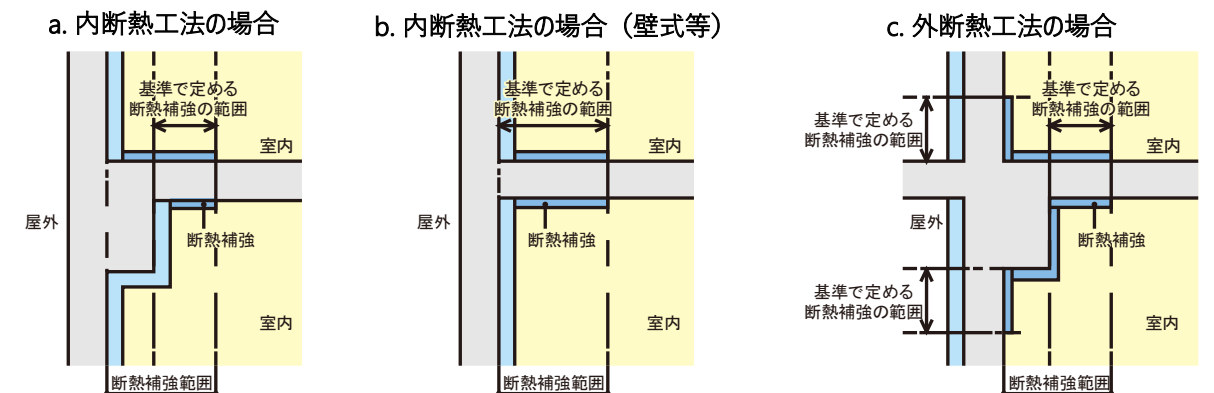 a. 内断熱工法の場合
基準で定める
断熱補強の範囲
室内
屋外
断熱補強
室内
断熱補強範囲
b. 内断熱工法の場合（壁式等）
基準で定める
断熱補強の範囲
室内
屋外
断熱補強
室内
断熱補強範囲
c. 外断熱工法の場合
基準で定める
断熱補強の範囲
基準で定める
断熱補強の範囲
室内
屋外
断熱補強
基準で定める
断熱補強の範囲
室内
断熱補強範囲